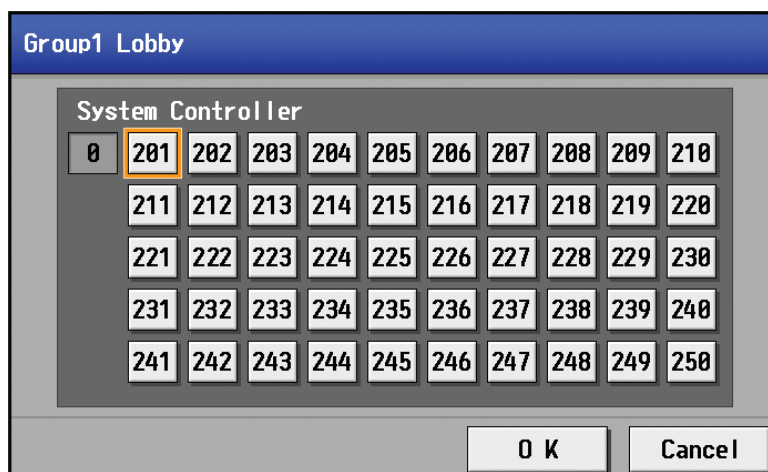 Group1 Lobby
System Controller
0 201 202 203 204 205 206 207 208 209 210
211 212 213 214 215 216 217 218 219 220
221 222 223 224 225 226 227 228 229 230
231 232 233 234 235 236 237 238 239 240
241 242 243 244 245 246 247 248 249 250
O K Cancel